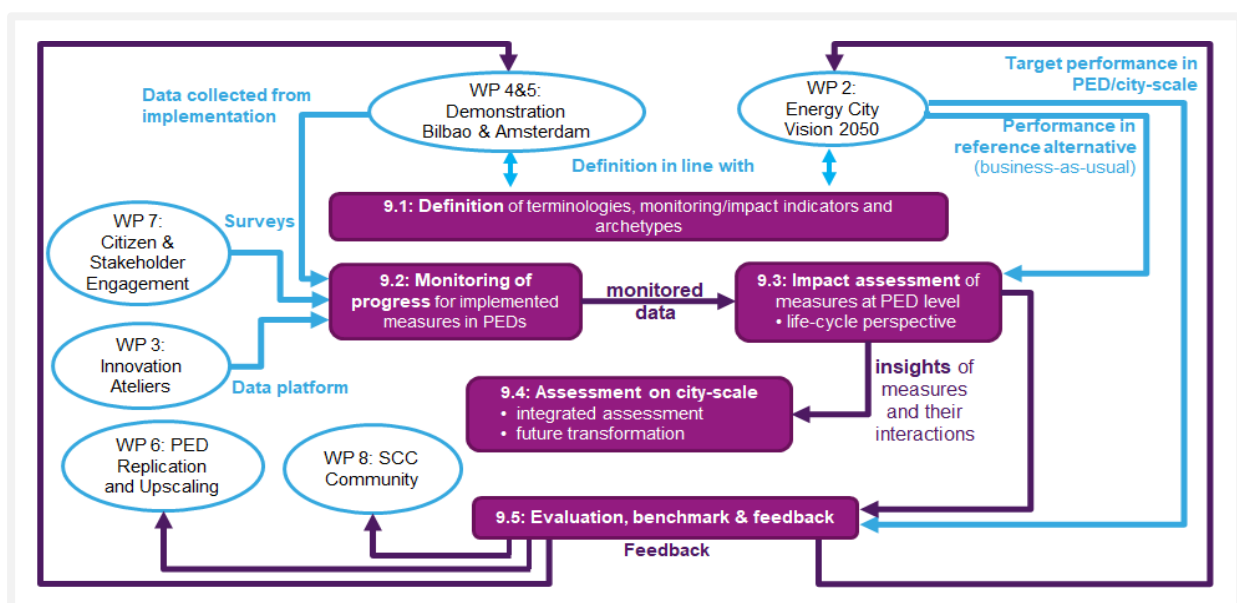 WP 4&5:
Demonstration
Bilbao & Amsterdam
WP 2:
Energy City
Vision 2050
Target performance in
PED/city-scale
Data collected from
implementation
Performance in
reference alternative
(business-as-usual)
Definition in line with
9.1: Definition of terminologies, monitoring/impact indicators and
archetypes
WP 7:
Citizen &
Stakeholder
Engagement
Surveys
9.2: Monitoring of
progress for implemented
measures in PEDs
monitored
data
9.3: Impact assessment of
measures at PED level
• life-cycle perspective
WP 3:
Innovation
Ateliers
Data platform
insights of
measures
and their
interactions
9.4: Assessment on city-scale
• integrated assessment
• future transformation
WP 6: PED
Replication
and Upscaling
WP 8: SCC
Community
9.5: Evaluation, benchmark & feedback
Feedback